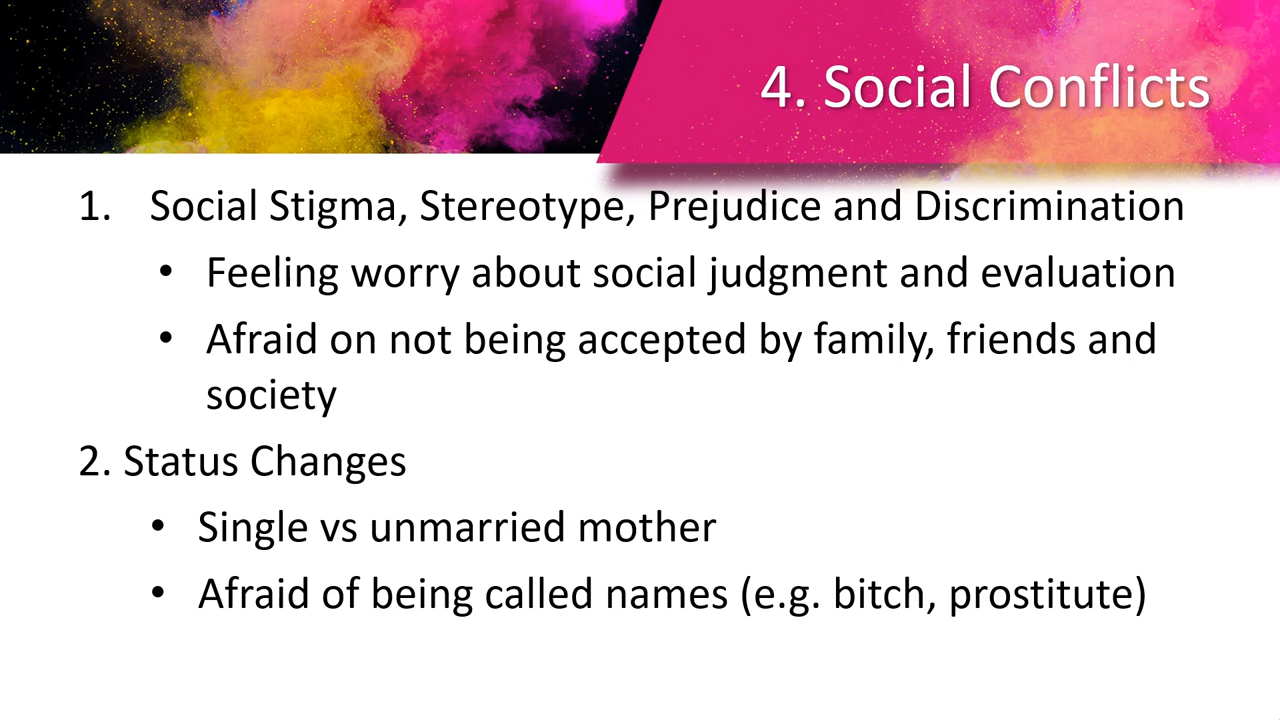 4. Social Conflicts
1. Social Stigma, Stereotype, Prejudice and Discrimination
• Feeling worry about social judgment and evaluation
• Afraid on not being accepted by family, friends and
society
2. Status Changes
• Single vs unmarried mother
• Afraid of being called names (e.g. bitch, prostitute)